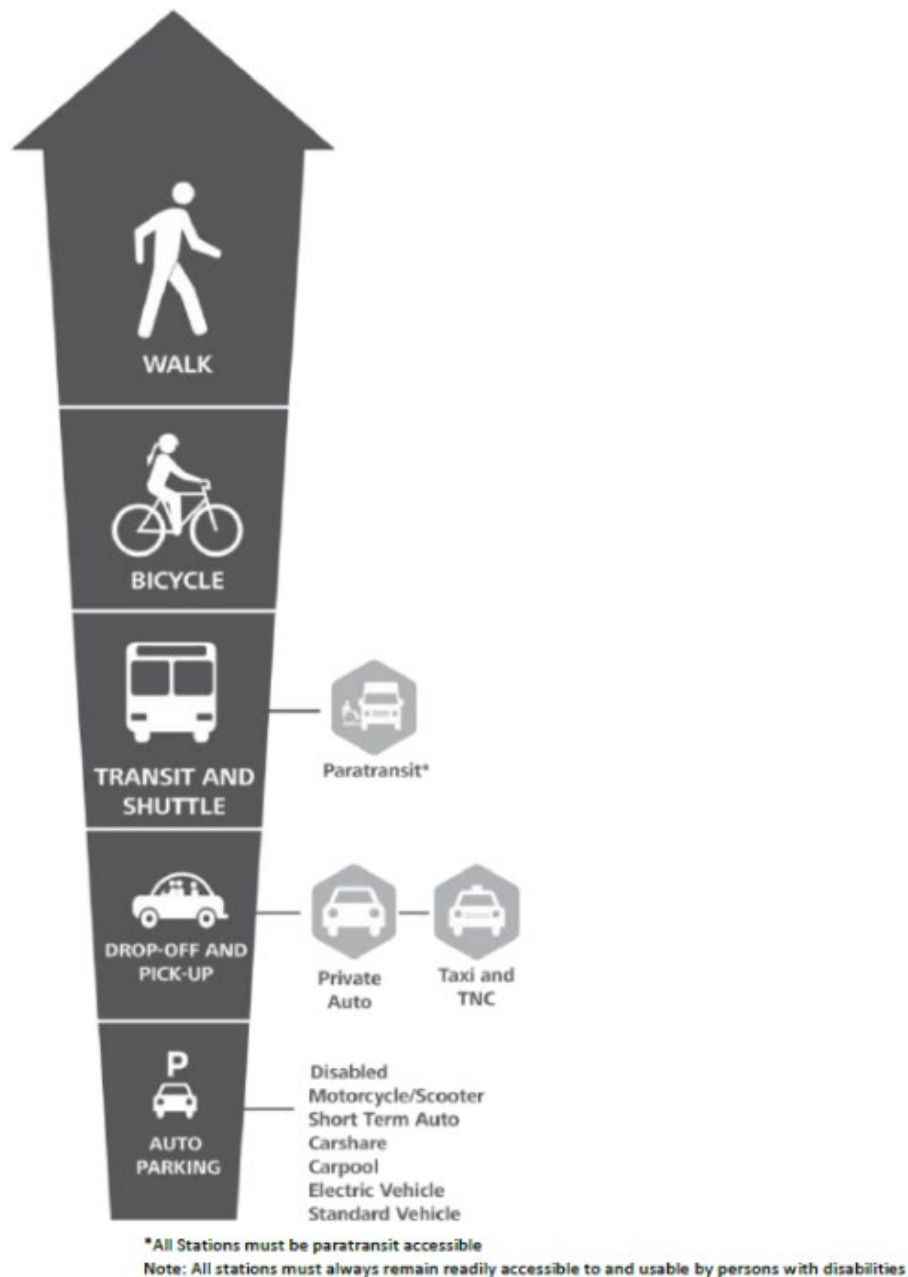 WALK
BICYCLE
TRANSIT AND
SHUTTLE
Paratransit*
DROP-OFF AND
PICK-UP
Private
Auto
Taxi and
TNC
P
AUTO
PARKING
Disabled
Motorcycle/Scooter
Short Term Auto
Carshare
Carpool
Electric Vehicle
Standard Vehicle
*All Stations must be paratransit accessible
Note: All stations must always remain readily accessible to and usable by persons with disabilities